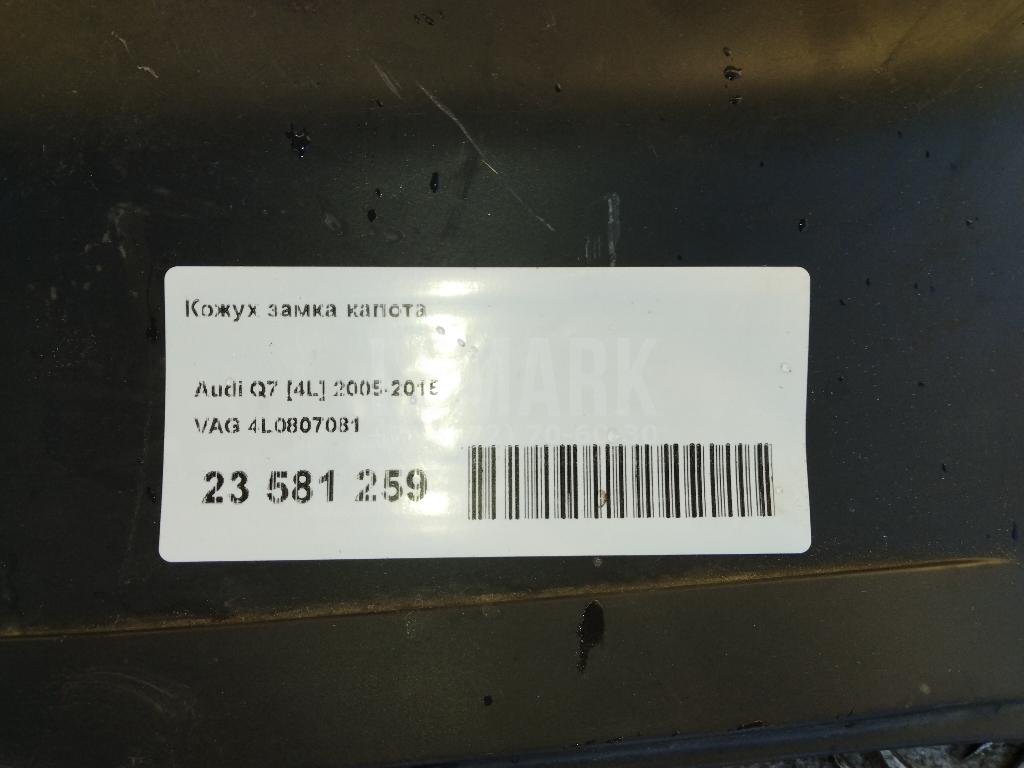 Кожух замка капота
Audi Q7 [4L] 2005-2015
VAG 4L0807081
23 581 259